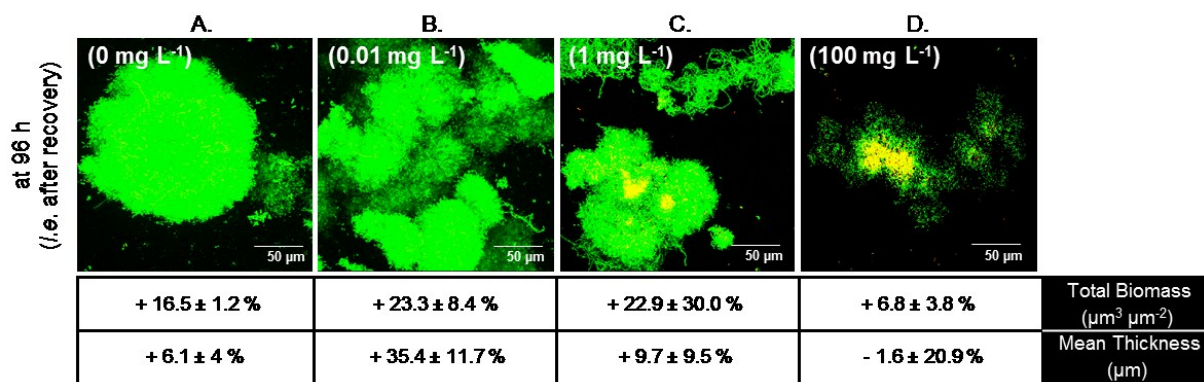 A. B. C. D.
(0 mg L⁻¹) (0.01 mg L⁻¹) (1 mg L⁻¹) (100 mg L⁻¹)
at 96 h
(i.e. after recovery)
50 µm 50 µm 50 µm 50 µm
+ 16.5 ± 1.2 % + 23.3 ± 8.4 % + 22.9 ± 30.0 % + 6.8 ± 3.8 % Total Biomass
(µm³ µm⁻²)
+ 6.1 ± 4 % + 35.4 ± 11.7 % + 9.7 ± 9.5 % - 1.6 ± 20.9 % Mean Thickness
(µm)